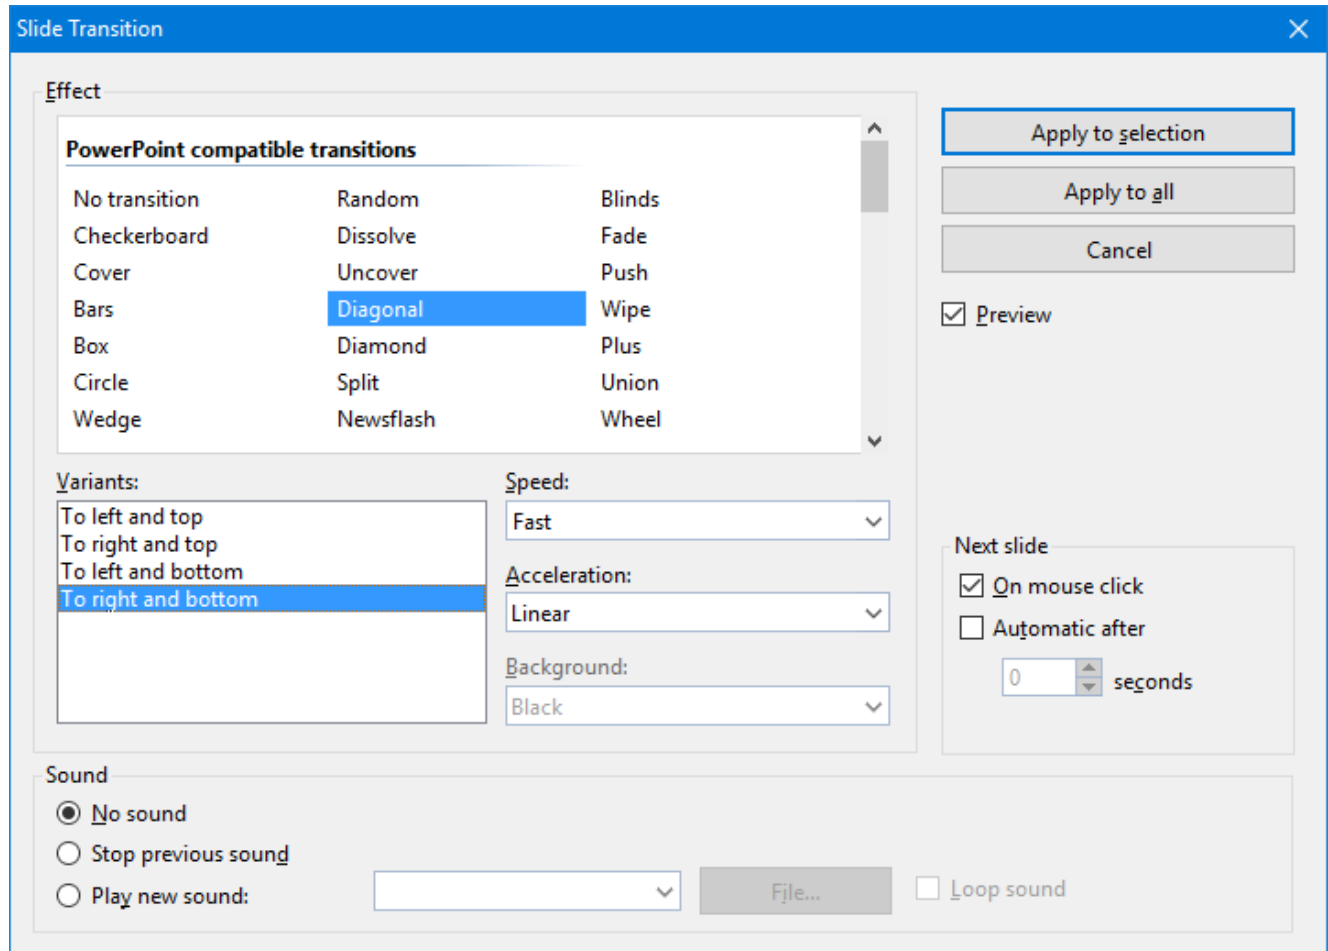 Slide Transition
Effect
PowerPoint compatible transitions
No transition Random Blinds
Checkerboard Dissolve Fade
Cover Uncover Push
Bars Diagonal Wipe
Box Diamond Plus
Circle Split Union
Wedge Newsflash Wheel
Apply to selection
Apply to all
Cancel
Preview
Variants:
To left and top
To right and top
To left and bottom
To right and bottom
Speed:
Fast
Acceleration:
Linear
Background:
Black
Next slide
On mouse click
Automatic after
0 seconds
Sound
No sound
Stop previous sound
Play new sound: File... Loop sound